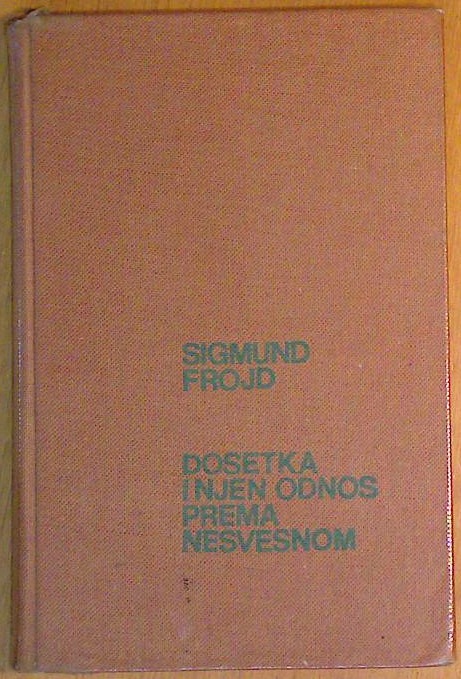 SIGMUND
FROJD
DOSETKA
I NJEN ODNOS
PREMA
NESVESNOM